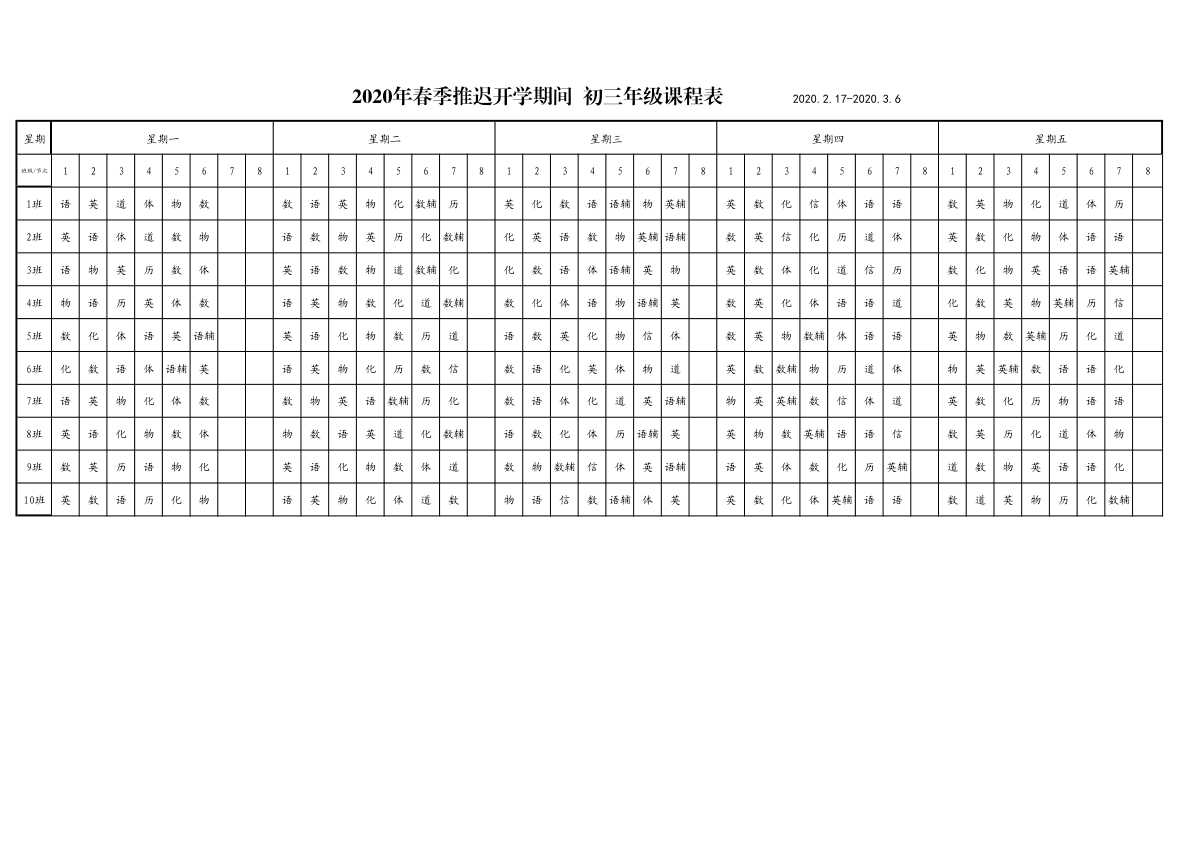 2020年春季推迟开学期间 初三年级课程表 2020.2.17-2020.3.6
星期 星期一 星期二 星期三 星期四 星期五
班级/节次 1 2 3 4 5 6 7 8 1 2 3 4 5 6 7 8 1 2 3 4 5 6 7 8 1 2 3 4 5 6 7 8 1 2 3 4 5 6 7 8
1班 语 英 道 体 物 数 数 语 英 物 化 数辅 历 英 化 数 语 语辅 物 英辅 英 数 化 信 体 语 语 数 英 物 化 道 体 历
2班 英 语 体 道 数 物 语 数 物 英 历 化 数辅 化 英 语 数 物 英辅 语辅 数 英 信 化 历 道 体 英 数 化 物 体 语 语
3班 语 物 英 历 数 体 英 语 数 物 道 数辅 化 化 数 语 体 语辅 英 物 英 数 体 化 道 信 历 数 化 物 英 语 语 英辅
4班 物 语 历 英 体 数 语 英 物 数 化 道 数辅 数 化 体 语 物 语辅 英 数 英 化 体 语 语 道 化 数 英 物 英辅 历 信
5班 数 化 体 语 英 语辅 英 语 化 物 数 历 道 语 数 英 化 物 信 体 数 英 物 数辅 体 语 语 英 物 数 英辅 历 化 道
6班 化 数 语 体 语辅 英 语 英 物 化 历 数 信 数 语 化 英 体 物 道 英 数 数辅 物 历 道 体 物 英 英辅 数 语 语 化
7班 语 英 物 化 体 数 数 物 英 语 数辅 历 化 数 语 体 化 道 英 语辅 物 英 英辅 数 信 体 道 英 数 化 历 物 语 语
8班 英 语 化 物 数 体 物 数 语 英 道 化 数辅 语 数 化 体 历 语辅 英 英 物 数 英辅 语 语 信 数 英 历 化 道 体 物
9班 数 英 历 语 物 化 英 语 化 物 数 体 道 数 物 数辅 信 体 英 语辅 语 英 体 数 化 历 英辅 道 数 物 英 语 语 化
10班 英 数 语 历 化 物 语 英 物 化 体 道 数 物 语 信 数 语辅 体 英 英 数 化 体 英辅 语 语 数 道 英 物 历 化 数辅